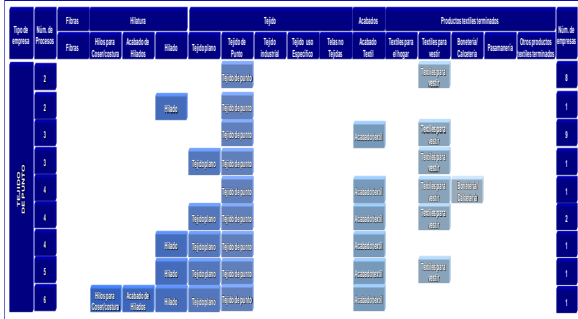 Tipo de empresa Núm. de Procesos Fibras Hilatura Tejido Acabados Productos textiles terminados Núm. de empresas
Fibras Hilos para Coser/costura Acabado de Hilados Hilado Tejido plano Tejido de Punto Tejido industrial Tejido uso Específico Telas no Tejidas Acabado Textil Textiles para el hogar Textiles para vestir Bonetería/ Calcetería Pasamanería Otros productos textiles terminados
TEJIDO DE PUNTO
2 Tejido de punto Textiles para vestir 8
2 Hilado Tejido de punto 1
3 Tejido de punto Acabado textil Textiles para vestir 9
3 Tejido plano Tejido de punto Textiles para vestir 1
4 Tejido de punto Acabado textil Textiles para vestir Bonetería/ Calcetería 1
4 Tejido plano Tejido de punto Acabado textil Textiles para vestir 2
4 Hilado Tejido plano Tejido de punto Acabado textil 1
5 Hilado Tejido plano Tejido de punto Acabado textil Textiles para vestir 1
6 Hilos para Coser/costura Acabado de Hilados Hilado Tejido plano Tejido de punto Acabado textil 1